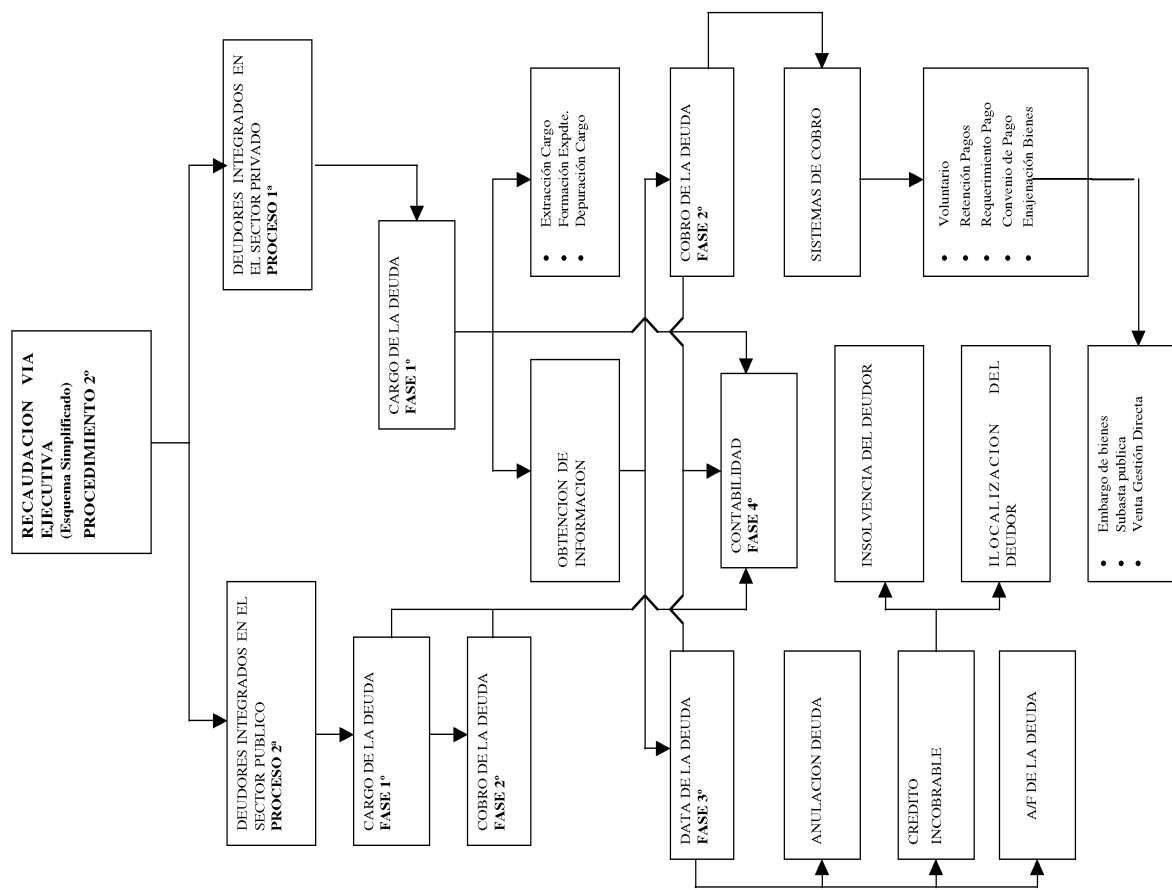 RECAUDACION VIA
EJECUTIVA
(Esquema Simplificado)
PROCEDIMIENTO 2º
DEUDORES INTEGRADOS EN EL
SECTOR PUBLICO
PROCESO 2ª
DEUDORES INTEGRADOS EN
EL SECTOR PRIVADO
PROCESO 1ª
CARGO DE LA DEUDA
FASE 1º
COBRO DE LA DEUDA
FASE 2º
CARGO DE LA DEUDA
FASE 1º
OBTENCION DE
INFORMACION
• Extracción Cargo
• Formación Expdte.
• Depuración Cargo
DATA DE LA DEUDA
FASE 3º
CONTABILIDAD
FASE 4º
COBRO DE LA DEUDA
FASE 2º
ANULACION DEUDA
SISTEMAS DE COBRO
CREDITO
INCOBRABLE
INSOLVENCIA DEL DEUDOR
• Voluntario
• Retención Pagos
• Requerimiento Pago
• Convenio de Pago
• Enajenación Bienes
ILOCALIZACION DEL
DEUDOR
A/F DE LA DEUDA
• Embargo de bienes
• Subasta publica
• Venta Gestión Directa